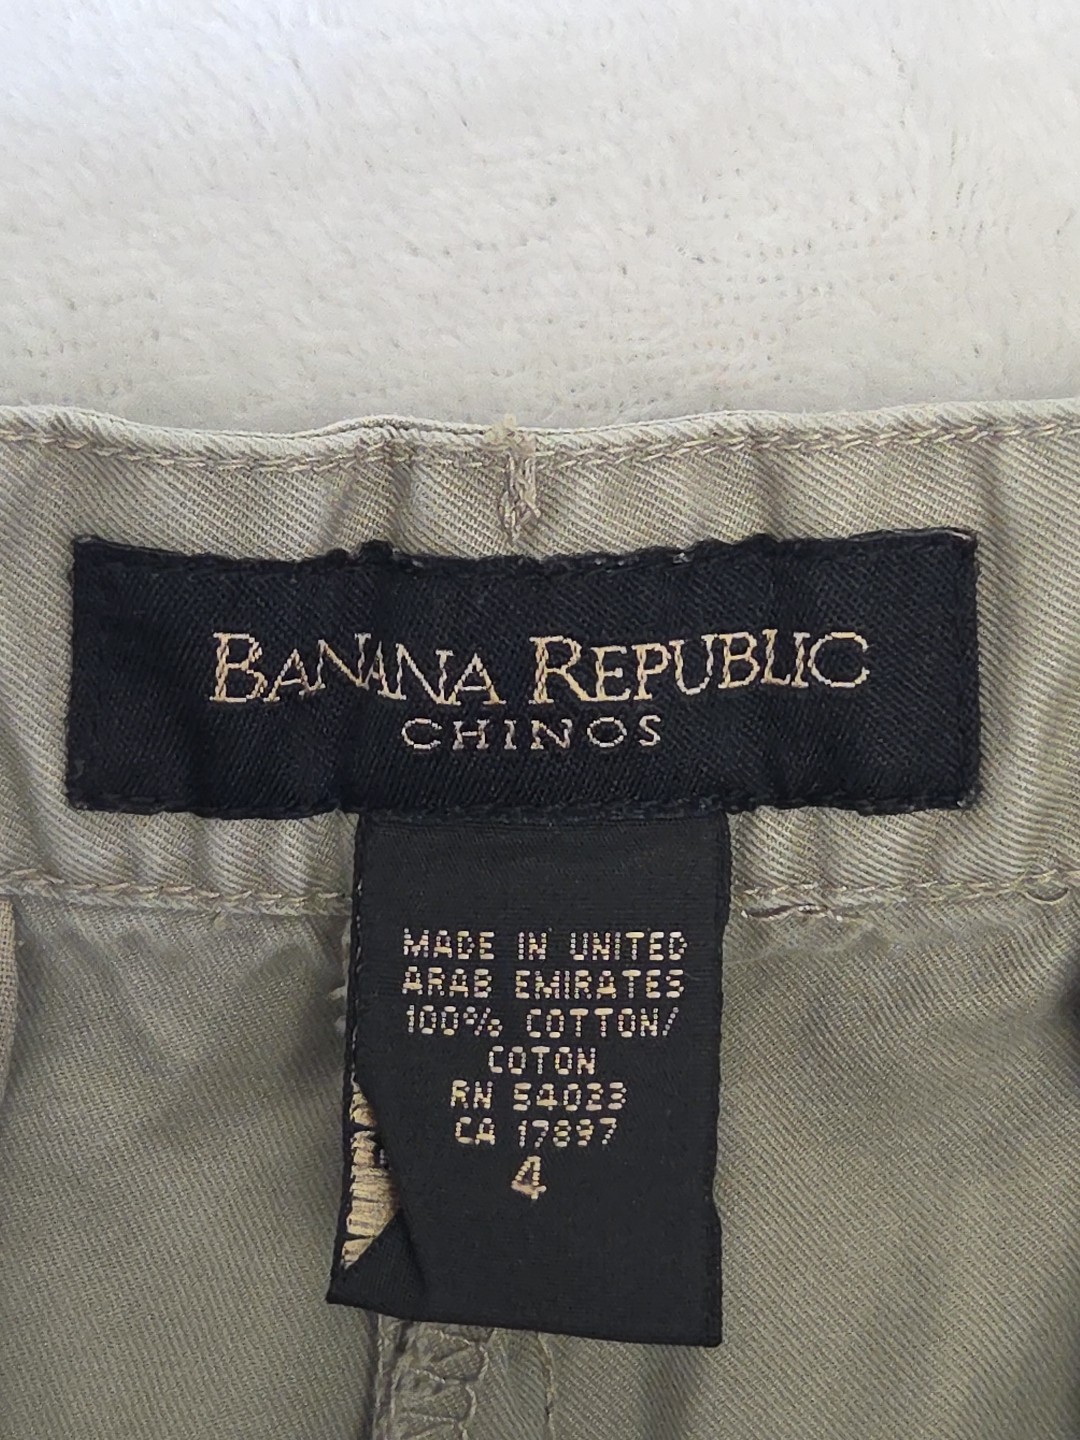 BANANA REPUBLIC
CHINOS
MADE IN UNITED
ARAB EMIRATES
100% COTTON/
COTON
RN 54023
CA 17897
4